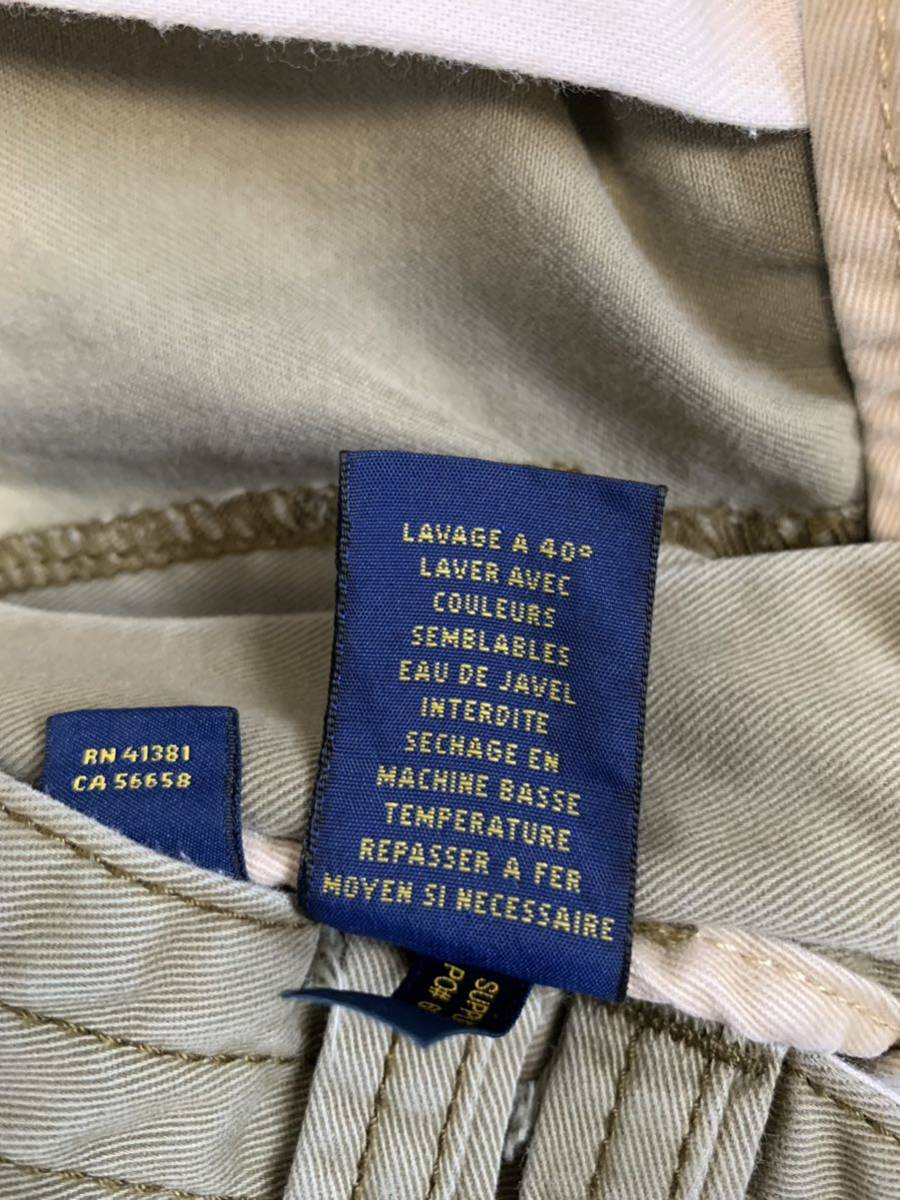 LAVAGE A 40°
LAVER AVEC
COULEURS
SEMBLABLES
EAU DE JAVEL
INTERDITE
SECHAGE EN
MACHINE BASSE
TEMPERATURE
REPASSER A FER
MOYEN SI NECESSAIRE
RN 41381
CA 56658
PO#